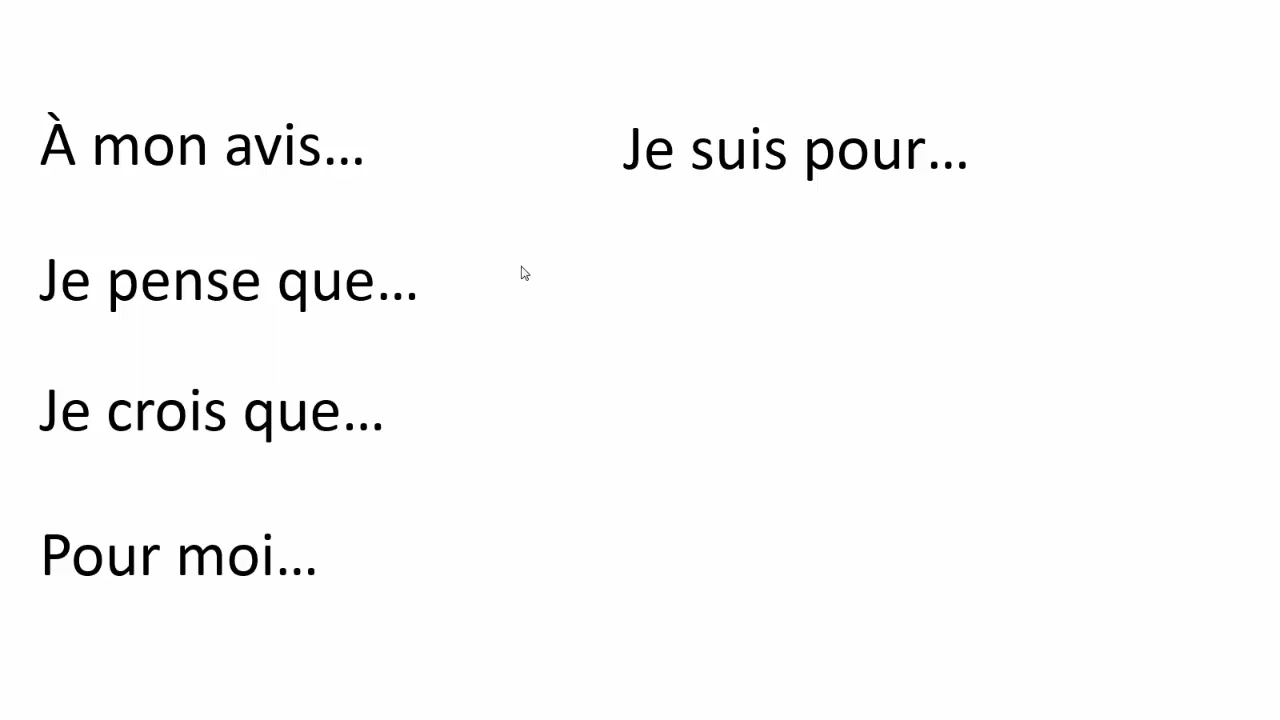 À mon avis…
Je pense que…
Je crois que…
Pour moi…
Je suis pour…